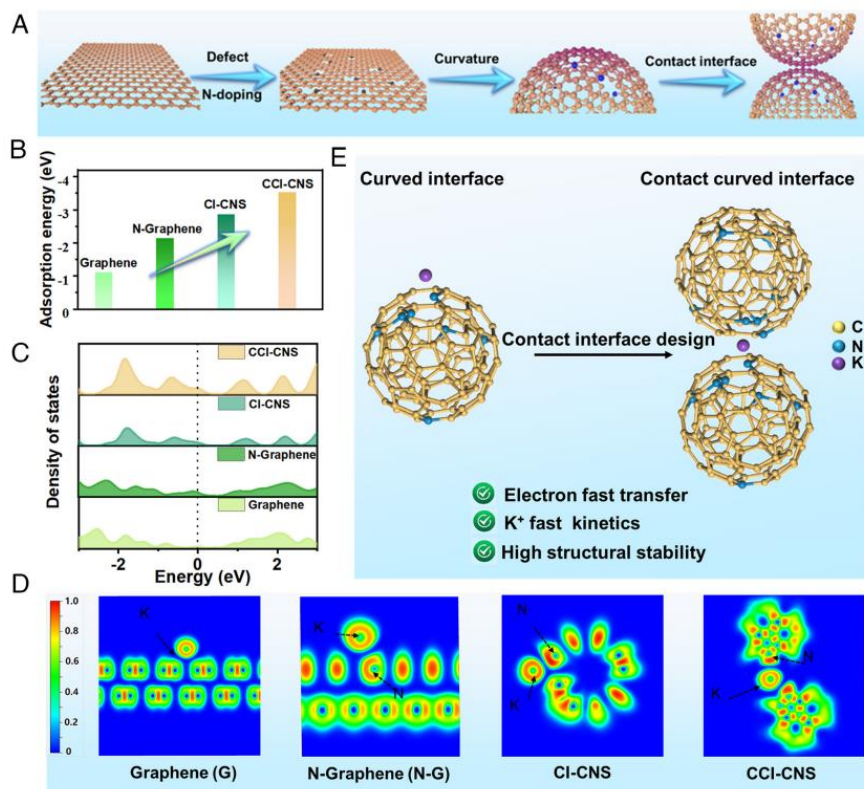 A
Defect
N-doping
Curvature
Contact interface
B
Adsorption energy (eV)
-4
-3
-2
-1
0
Graphene
N-Graphene
CI-CNS
CCI-CNS
C
Density of states
CCI-CNS
CI-CNS
N-Graphene
Graphene
-2
0
2
Energy (eV)
E
Curved interface
Contact curved interface
Contact interface design
C
N
K
Electron fast transfer
K⁺ fast kinetics
High structural stability
D
1.0
0.8
0.6
0.4
0.2
0
K
Graphene (G)
K
N
N-Graphene (N-G)
N
K
CI-CNS
N
K
CCI-CNS